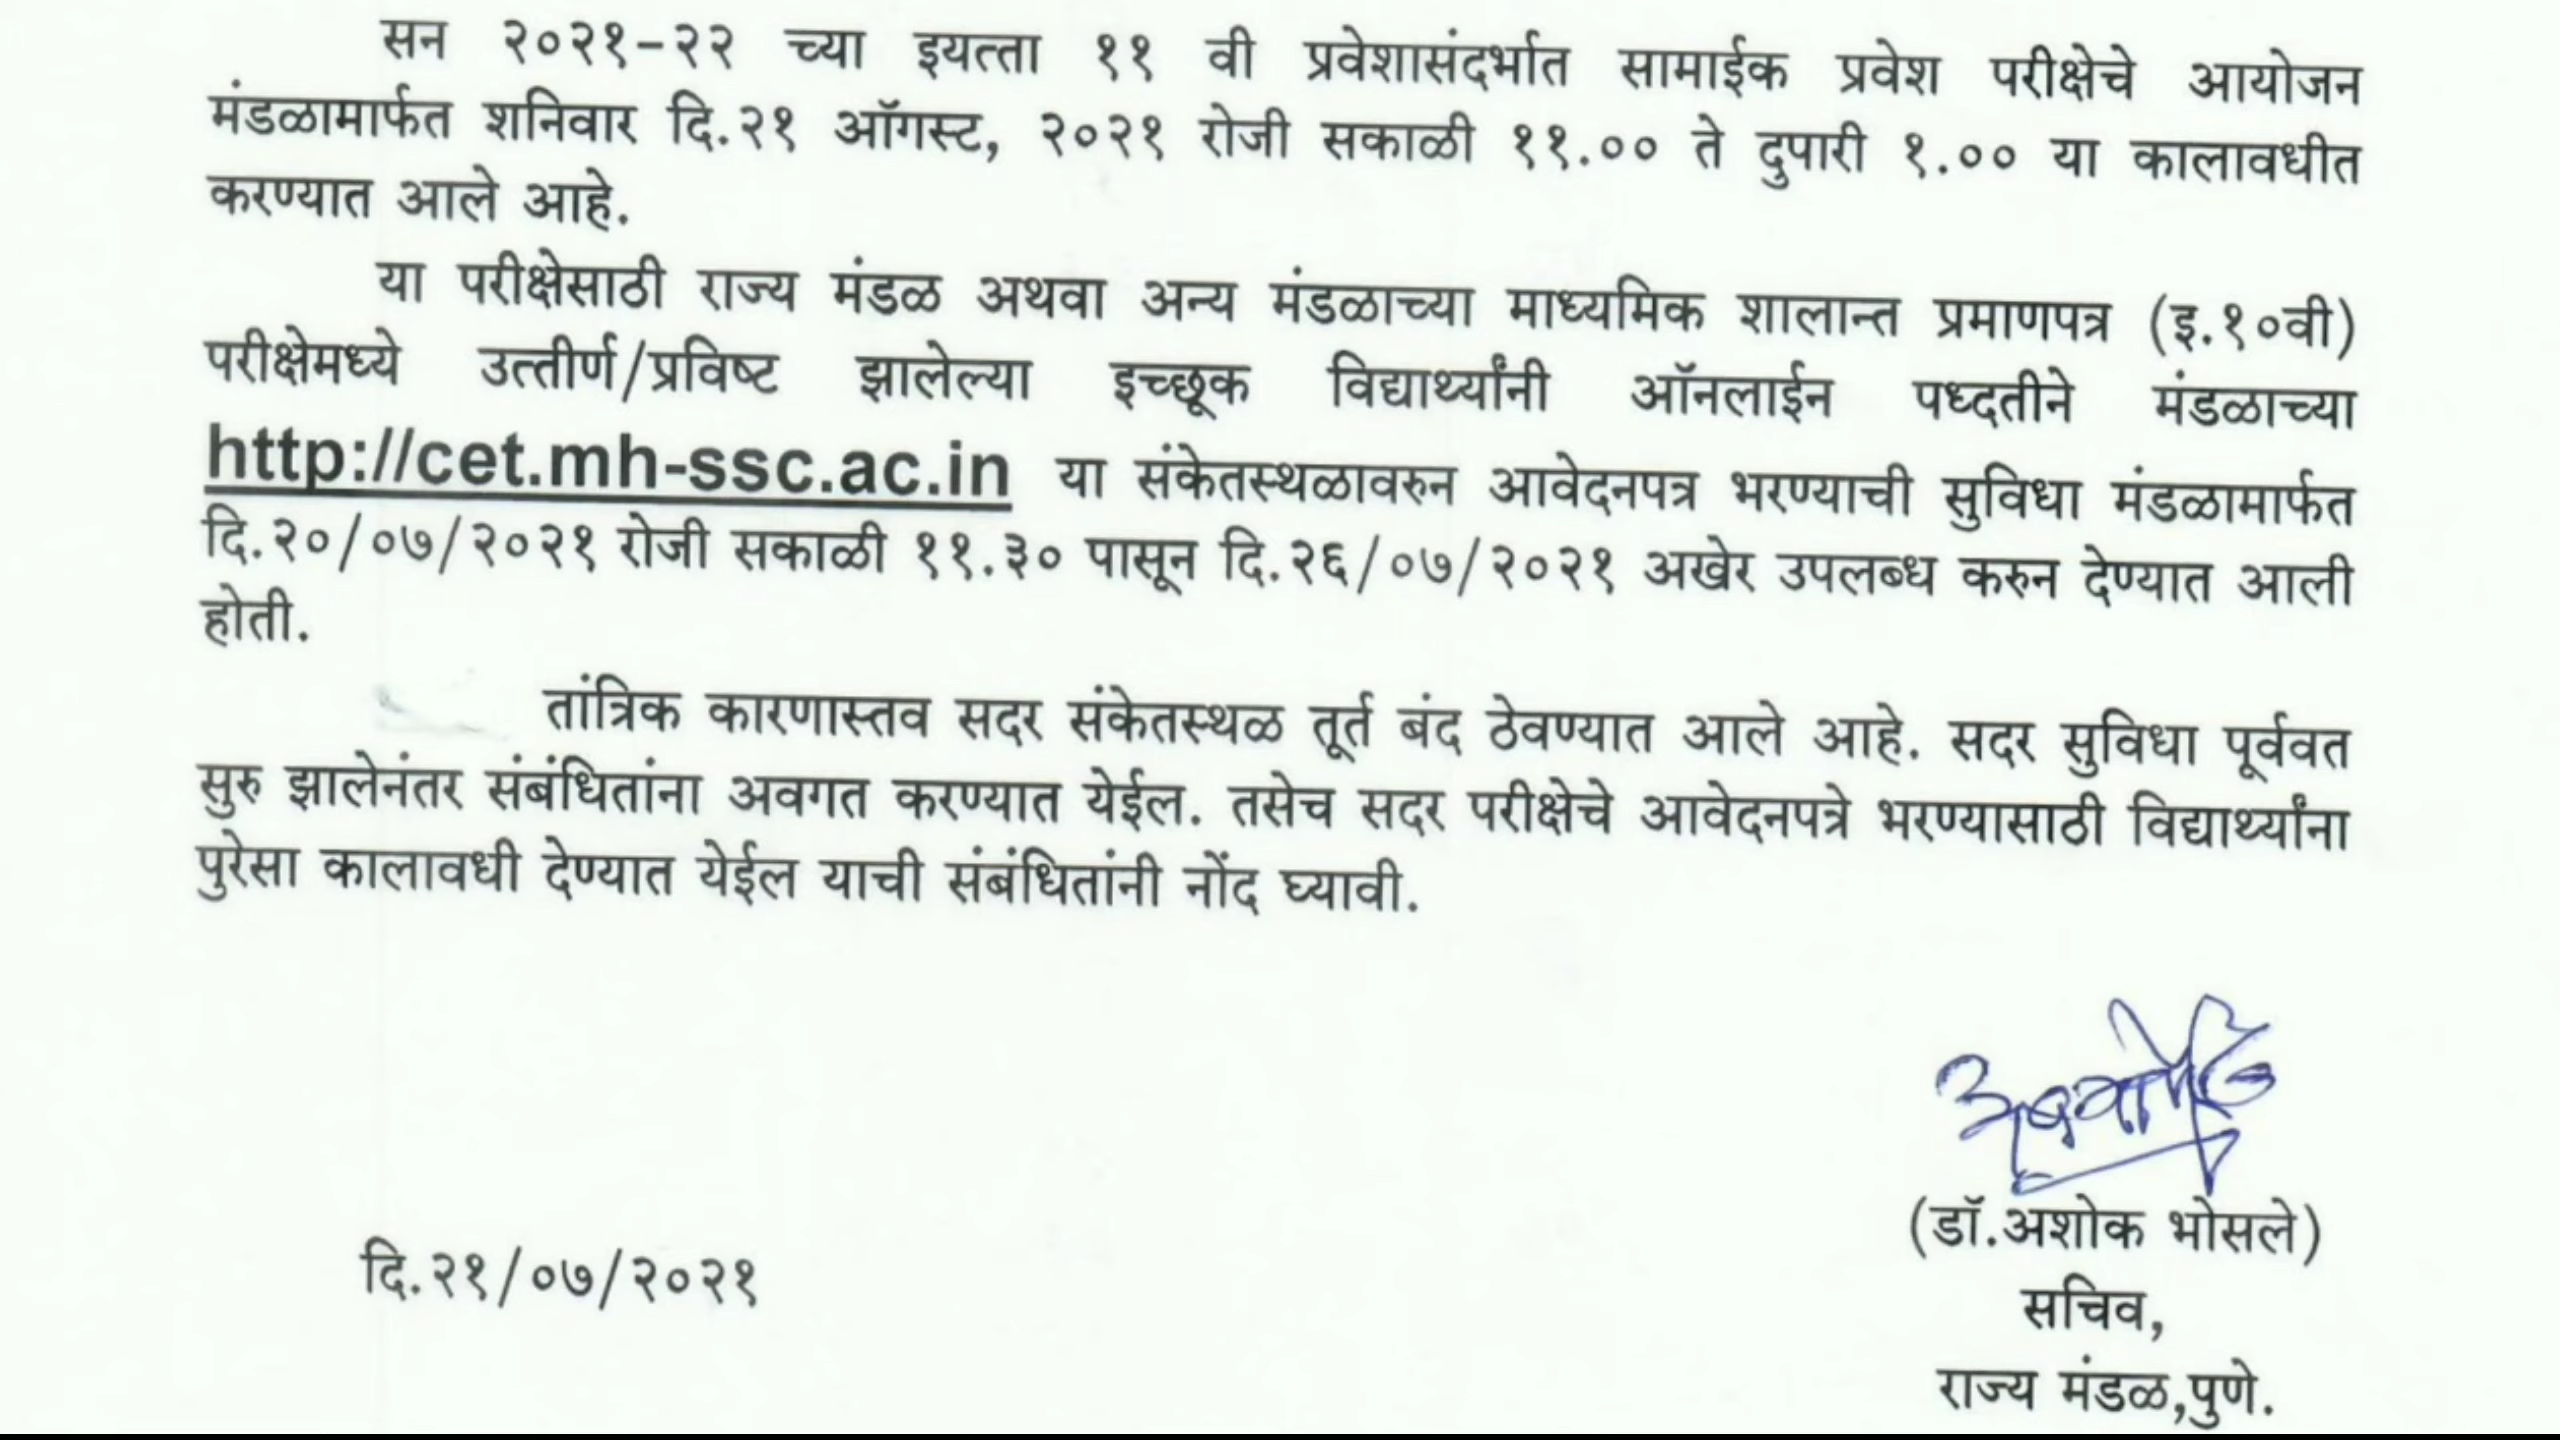 सन २०२१-२२ च्या इयत्ता ११ वी प्रवेशासंदर्भात सामाईक प्रवेश परीक्षेचे आयोजन
मंडळामार्फत शनिवार दि.२१ ऑगस्ट, २०२१ रोजी सकाळी ११.०० ते दुपारी १.०० या कालावधीत
करण्यात आले आहे.
या परीक्षेसाठी राज्य मंडळ अथवा अन्य मंडळाच्या माध्यमिक शालान्त प्रमाणपत्र (इ.१०वी)
परीक्षेमध्ये उत्तीर्ण/प्रविष्ट झालेल्या इच्छूक विद्यार्थ्यांनी ऑनलाईन पध्दतीने मंडळाच्या
http://cet.mh-ssc.ac.in या संकेतस्थळावरुन आवेदनपत्र भरण्याची सुविधा मंडळामार्फत
दि.२०/०७/२०२१ रोजी सकाळी ११.३० पासून दि.२६/०७/२०२१ अखेर उपलब्ध करुन देण्यात आली
होती.
तांत्रिक कारणास्तव सदर संकेतस्थळ तूर्त बंद ठेवण्यात आले आहे. सदर सुविधा पूर्ववत
सुरु झालेनंतर संबंधितांना अवगत करण्यात येईल. तसेच सदर परीक्षेचे आवेदनपत्रे भरण्यासाठी विद्यार्थ्यांना
पुरेसा कालावधी देण्यात येईल याची संबंधितांनी नोंद घ्यावी.
(डॉ.अशोक भोसले)
दि.२१/०७/२०२१
सचिव,
राज्य मंडळ,पुणे.